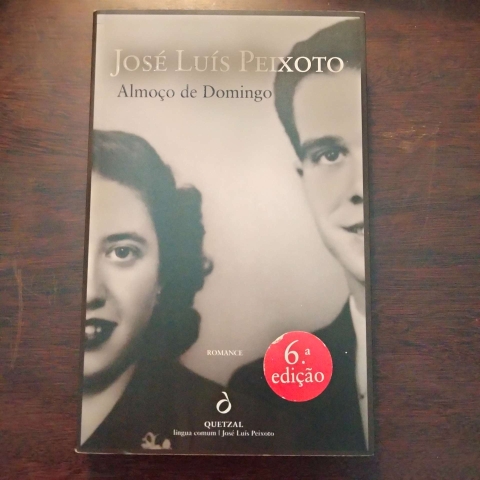 JOSÉ LUÍS PEIXOTO
Almoço de Domingo
ROMANCE
6.ª
edição
QUETZAL
língua comum | José Luís Peixoto